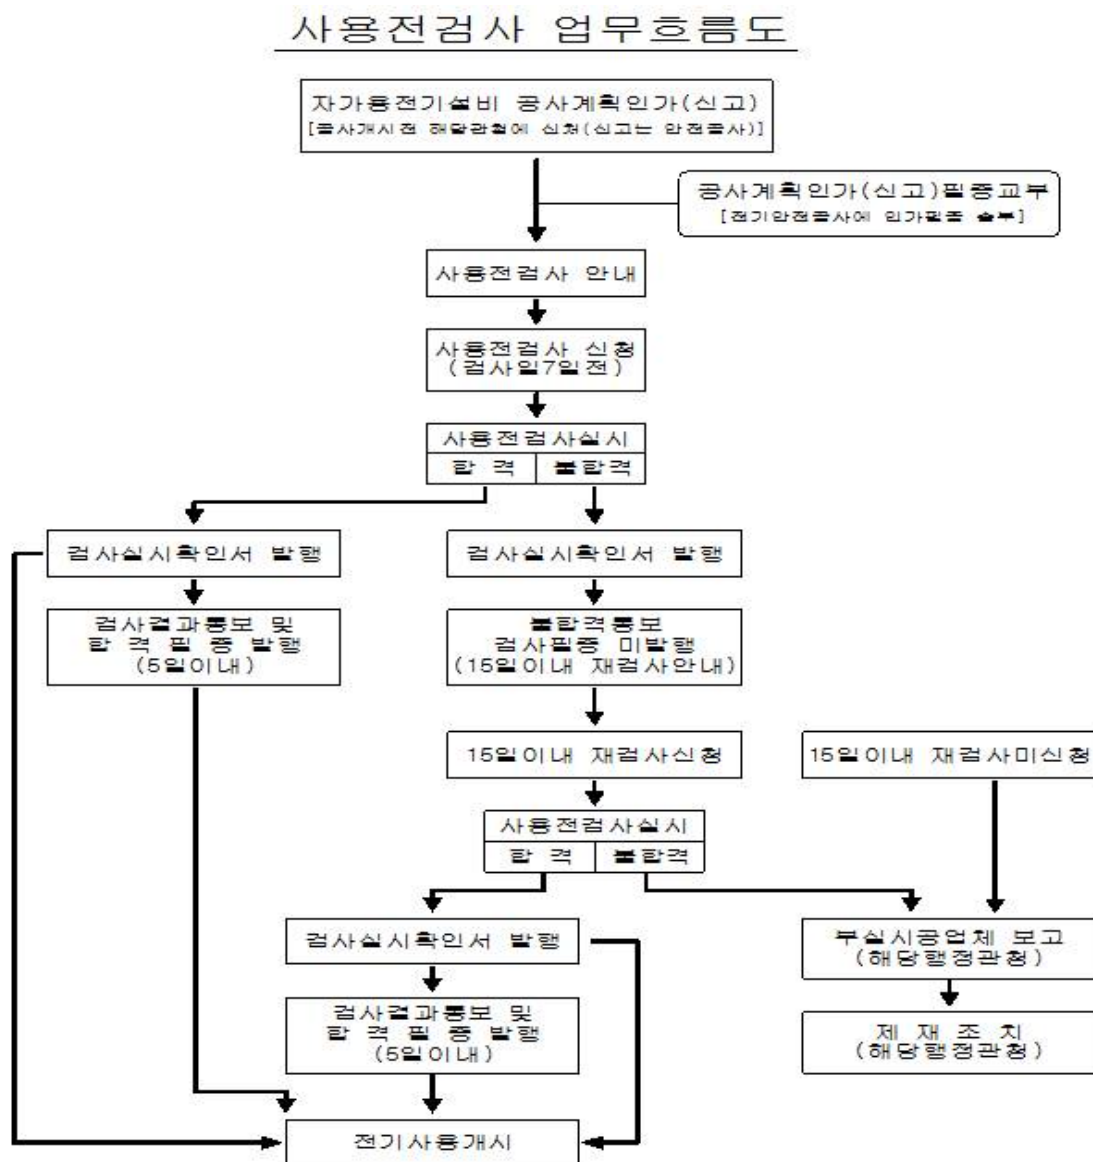 사용전검사 업무흐름도
자가용전기설비 공사계획인가(신고)
[공사개시전 해당관청에 신청(신고는 안전공사)]
공사계획인가(신고)필증교부
[전기안전공사에 인가필증 송부]
사용전검사 안내
사용전검사 신청
(검사일7일전)
사용전검사실시
합 격 불합격
검사실시확인서 발행
검사실시확인서 발행
검사결과통보 및
합 격 필 증 발행
(5일이내)
불합격통보
검사필증 미발행
(15일이내 재검사안내)
15일이내 재검사신청
15일이내 재검사미신청
사용전검사실시
합 격 불합격
검사실시확인서 발행
부실시공업체 보고
(해당행정관청)
검사결과통보 및
합 격 필 증 발행
(5일이내)
제 재 조 치
(해당행정관청)
전기사용개시